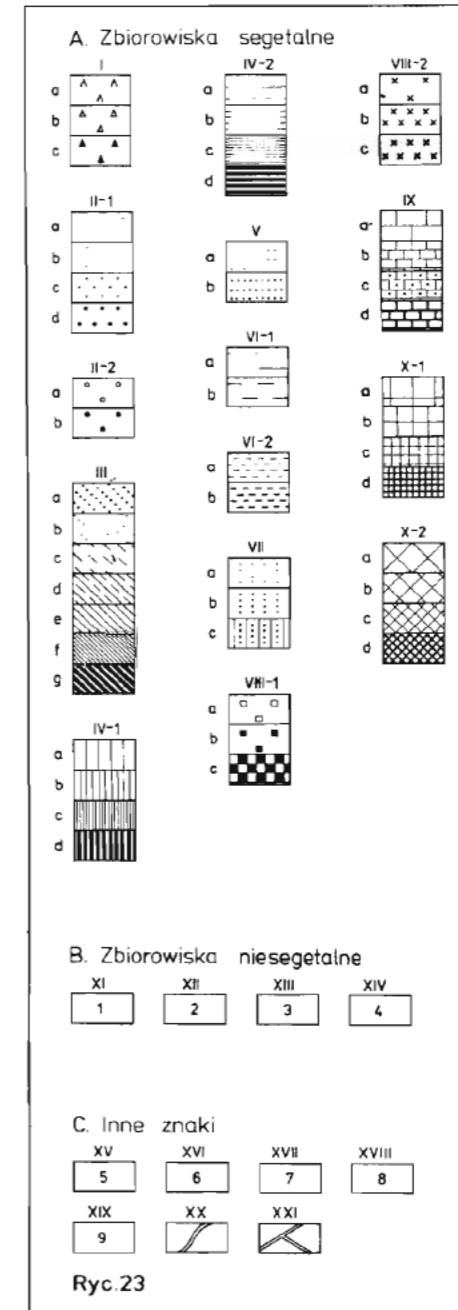 A. Zbiorowiska segetalne
I
a
b
c
II-1
a
b
c
d
II-2
a
b
III
a
b
c
d
e
f
g
IV-1
a
b
c
d
IV-2
a
b
c
d
V
a
b
VI-1
a
b
VI-2
a
b
VII
a
b
c
VIII-1
a
b
c
VIII-2
a
b
c
IX
a
b
c
d
X-1
a
b
c
d
X-2
a
b
c
d
B. Zbiorowiska niesegetalne
XI XII XIII XIV
1 2 3 4
C. Inne znaki
XV XVI XVII XVIII
5 6 7 8
XIX XX XXI
9
Ryc.23